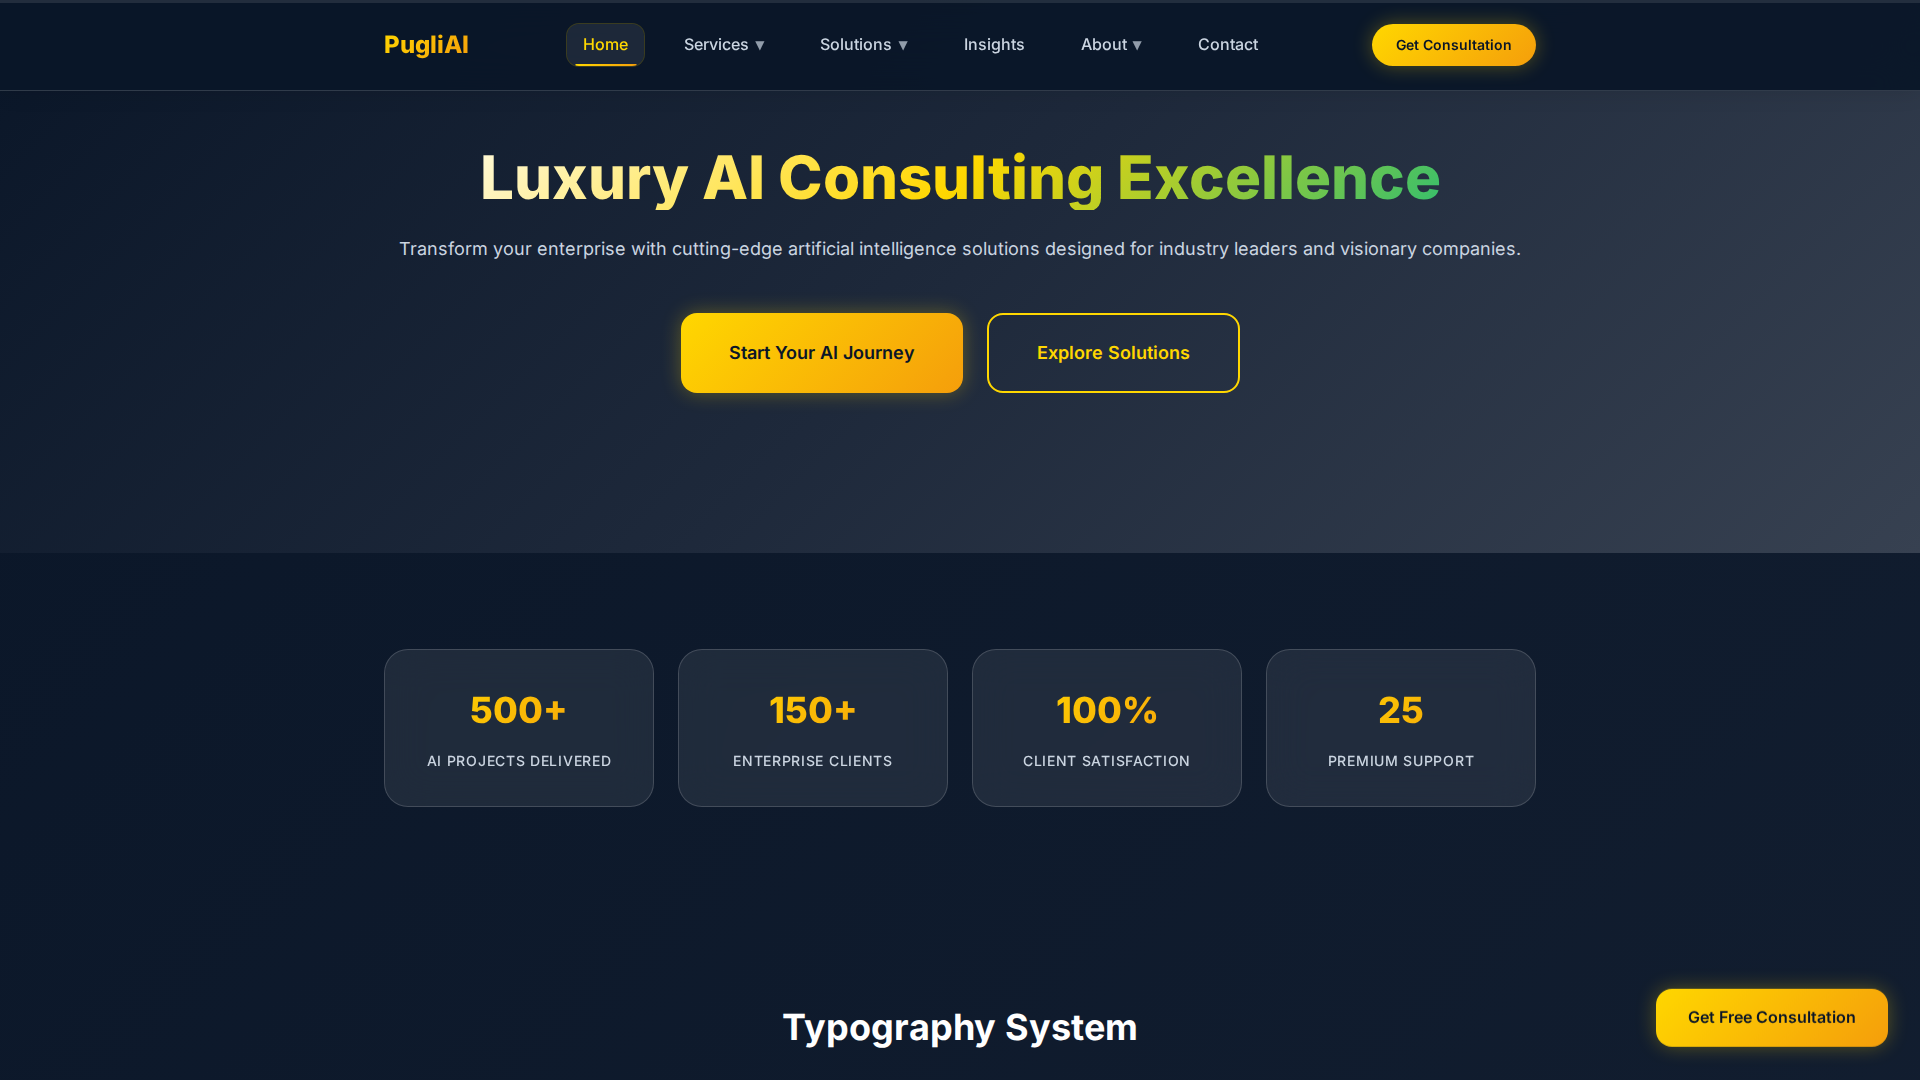 PugliAI
Home
Services ▾
Solutions ▾
Insights
About ▾
Contact
Get Consultation
Luxury AI Consulting Excellence
Transform your enterprise with cutting-edge artificial intelligence solutions designed for industry leaders and visionary companies.
Start Your AI Journey
Explore Solutions
500+
AI PROJECTS DELIVERED
150+
ENTERPRISE CLIENTS
100%
CLIENT SATISFACTION
25
PREMIUM SUPPORT
Typography System
Get Free Consultation